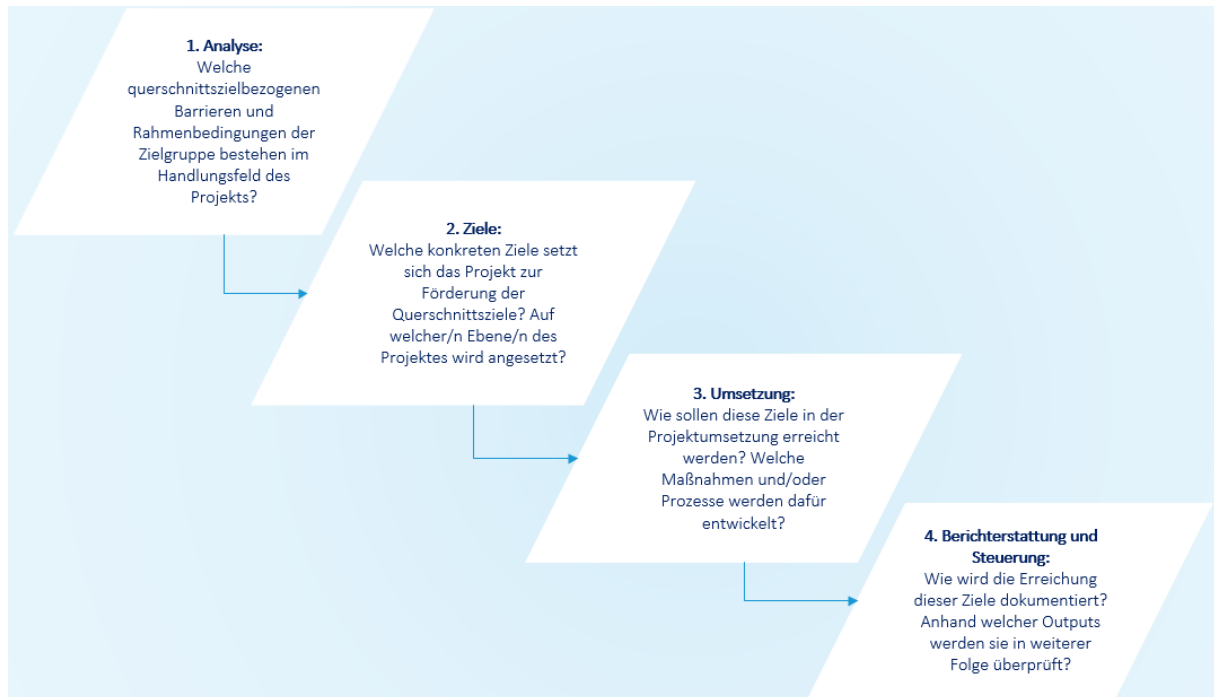 1. Analyse:
Welche
querschnittszielbezogenen
Barrieren und
Rahmenbedingungen der
Zielgruppe bestehen im
Handlungsfeld des
Projekts?
2. Ziele:
Welche konkreten Ziele setzt
sich das Projekt zur
Förderung der
Querschnittsziele? Auf
welcher/n Ebene/n des
Projektes wird angesetzt?
3. Umsetzung:
Wie sollen diese Ziele in der
Projektumsetzung erreicht
werden? Welche
Maßnahmen und/oder
Prozesse werden dafür
entwickelt?
4. Berichterstattung und
Steuerung:
Wie wird die Erreichung
dieser Ziele dokumentiert?
Anhand welcher Outputs
werden sie in weiterer
Folge überprüft?